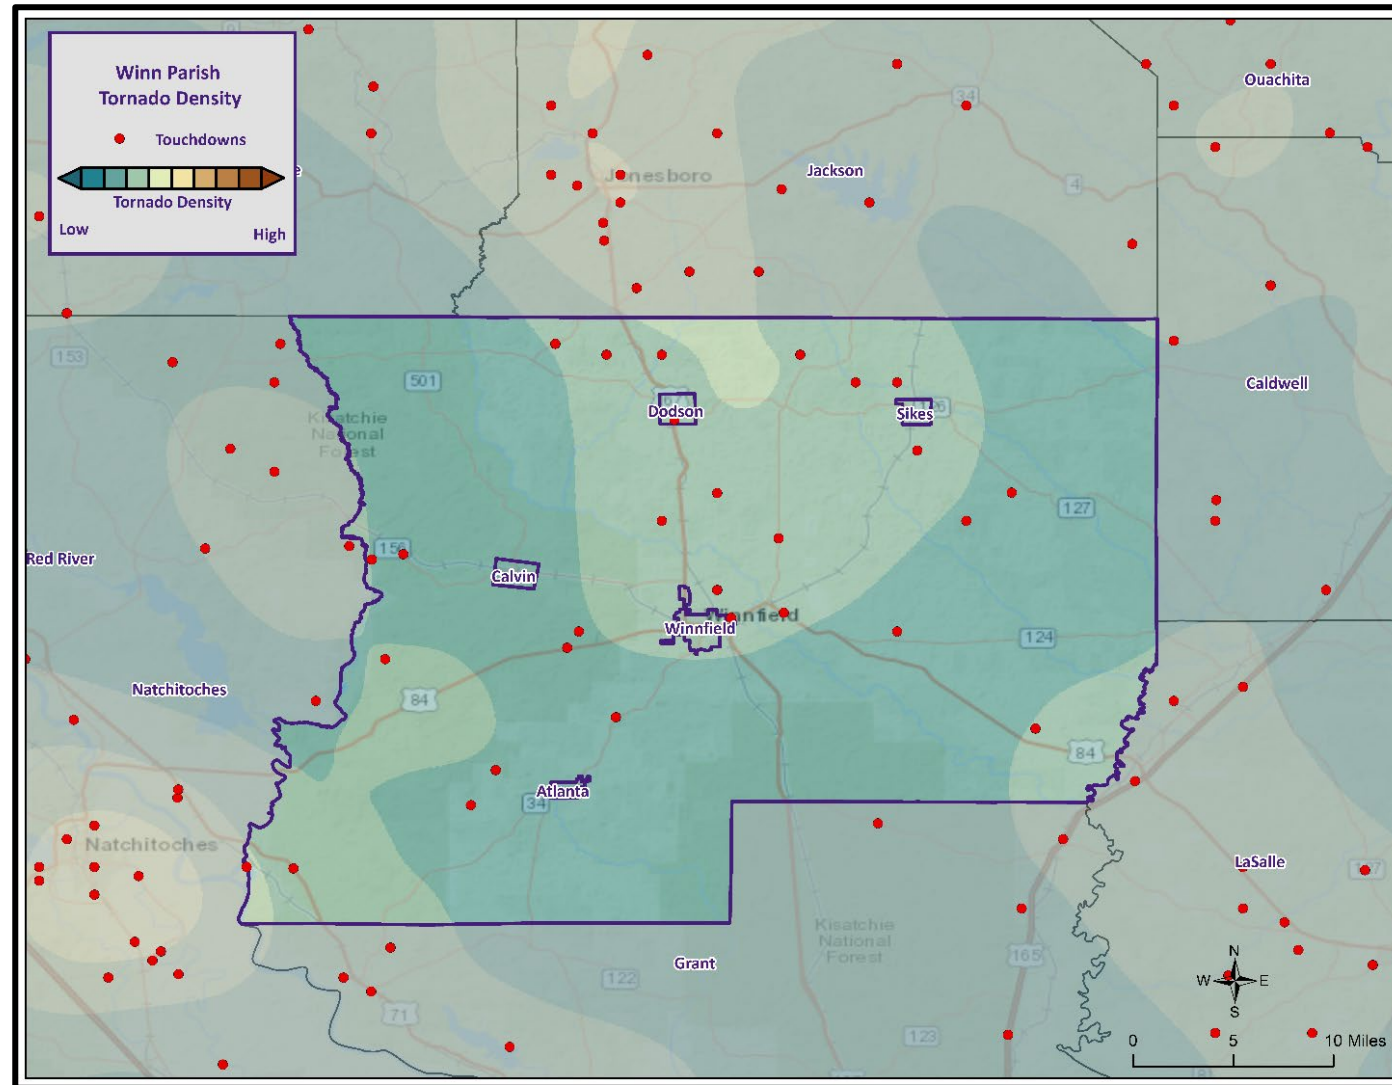 Winn Parish
Tornado Density
Touchdowns
Tornado Density
Low
High
e
34
Ouachita
Jonesboro
Jackson
4
153
501
Kisatchie
National
Forest
Caldwell
Dodson
Sikes
127
Red River
156
Calvin
Winnfield
Winnfield
124
Natchitoches
84
84
Atlanta
34
Natchitoches
LaSalle
127
Kisatchie
National
Forest
Grant
165
122
71
123
N
W
E
S
0
5
10 Miles